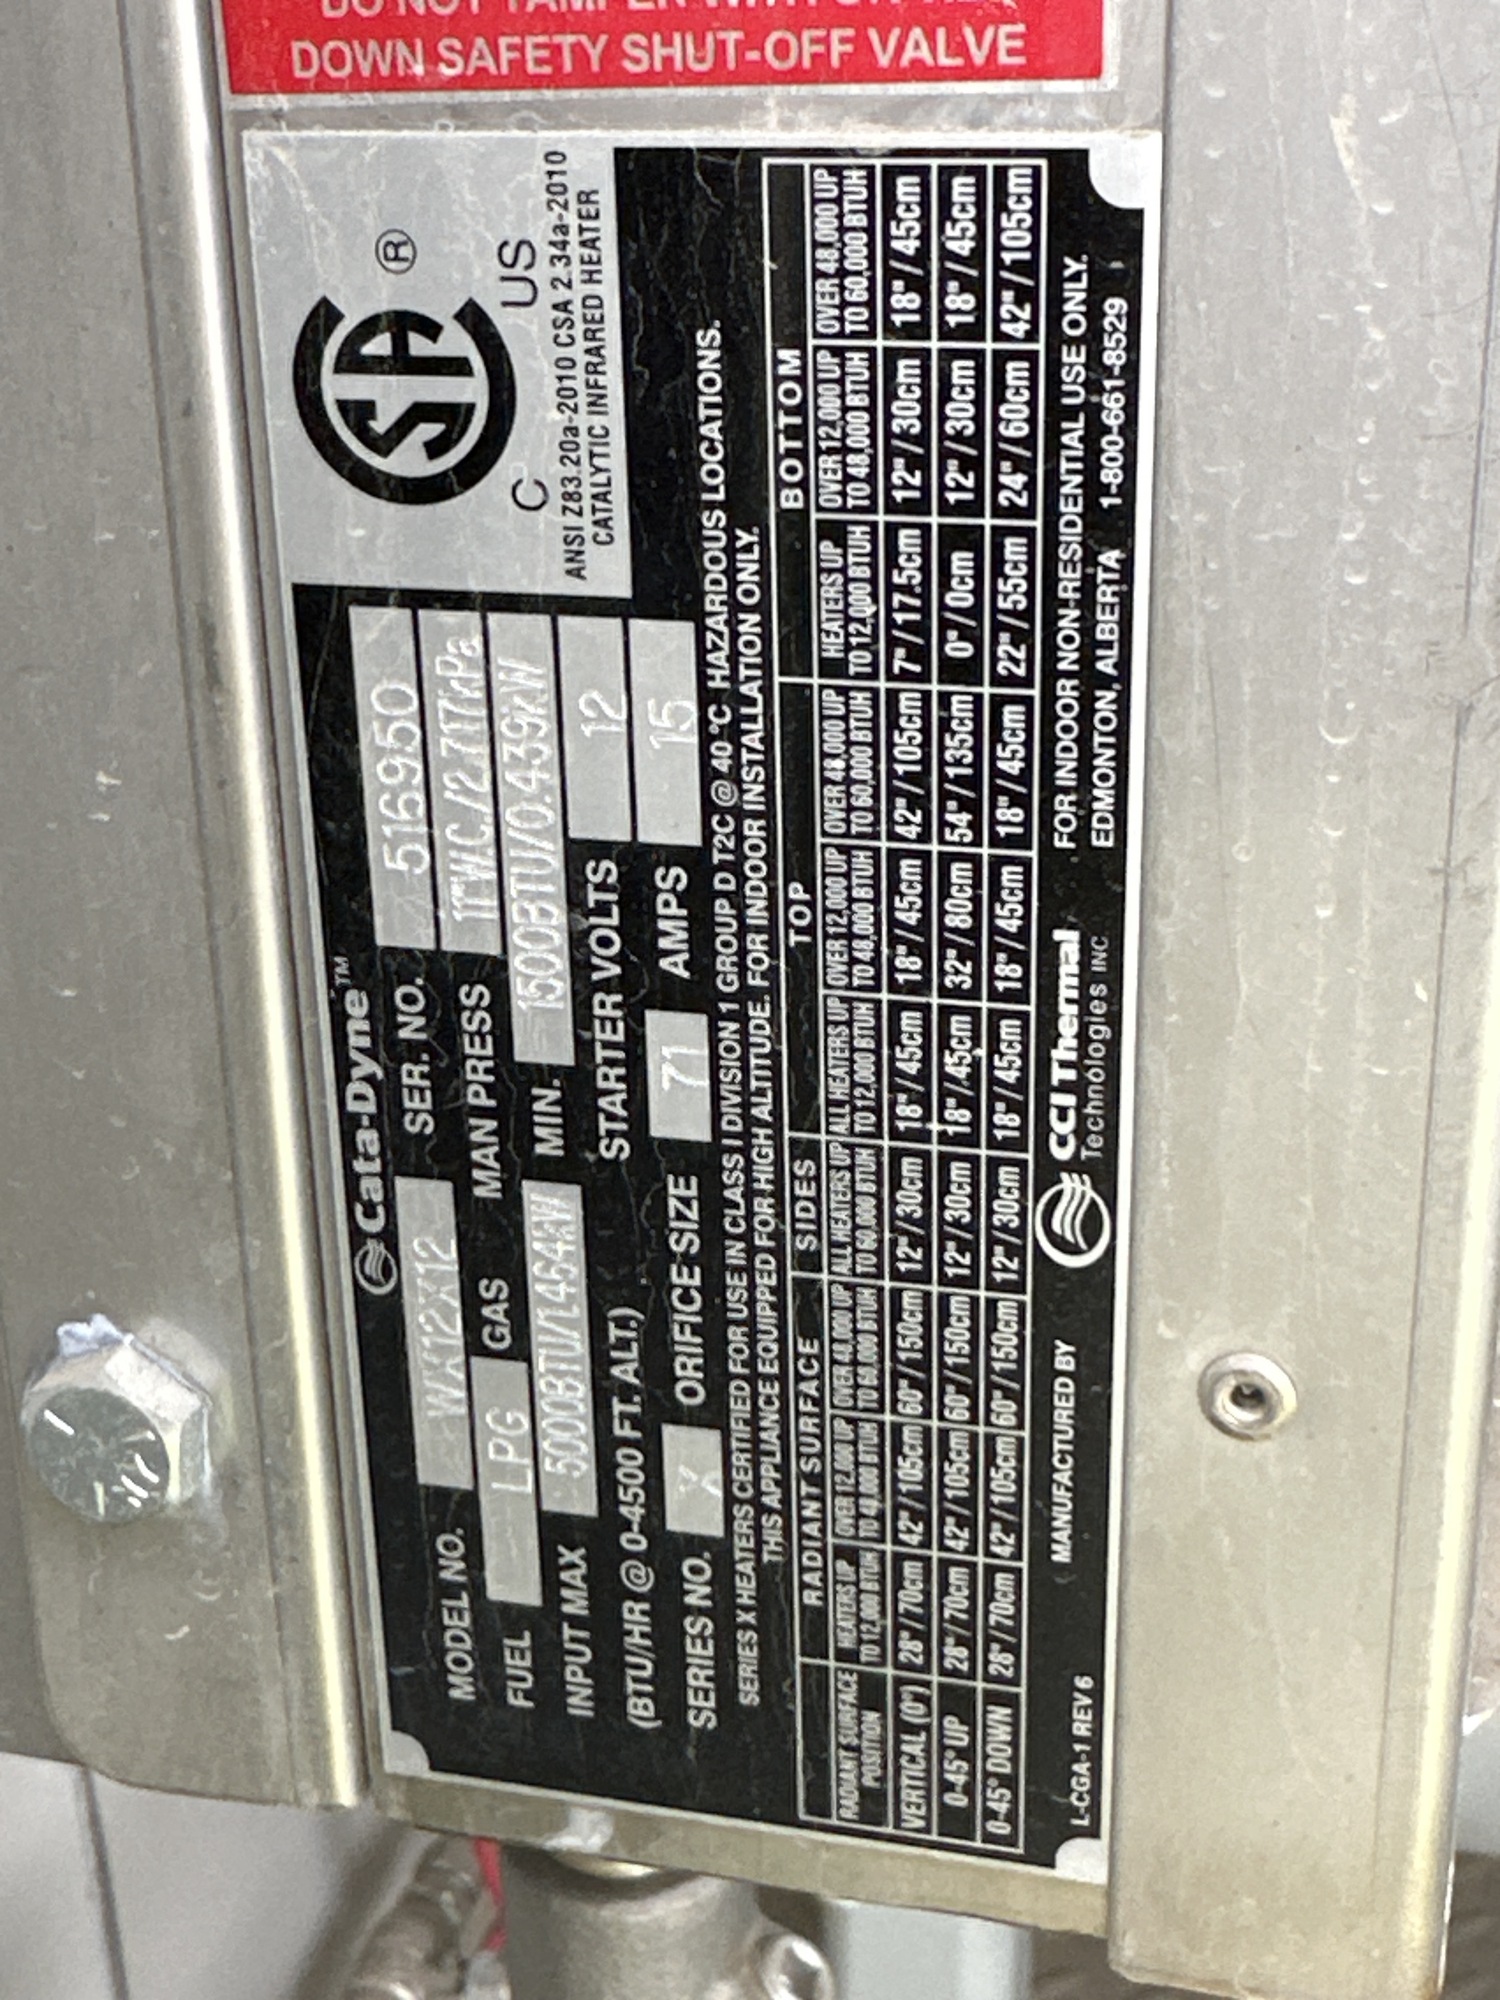 DOWN SAFETY SHUT-OFF VALVE
Cata-Dyne™
MODEL NO. WX12X12 SER. NO. 516950
FUEL LPG GAS MAN PRESS 11"W.C./2.717kPa
INPUT MAX 5000BTU/1.464kW MIN. 1500BTU/0.439kW
(BTU/HR @ 0-4500 FT. ALT.) STARTER VOLTS 12
SERIES NO. X ORIFICE SIZE 71 AMPS 15
SA ®
C US
ANSI Z83.20a-2010 CSA 2.34a-2010
CATALYTIC INFRARED HEATER
SERIES X HEATERS CERTIFIED FOR USE IN CLASS I DIVISION 1 GROUP D T2C @ 40 °C HAZARDOUS LOCATIONS.
THIS APPLIANCE EQUIPPED FOR HIGH ALTITUDE. FOR INDOOR INSTALLATION ONLY.
RADIANT SURFACE SIDES TOP BOTTOM
RADIANT SURFACE HEATERS UP OVER 12,000 UP OVER 48,000 UP ALL HEATERS UP ALL HEATERS UP OVER 12,000 UP OVER 48,000 UP HEATERS UP OVER 12,000 UP OVER 48,000 UP
POSITION TO 12,000 BTUH TO 48,000 BTUH TO 60,000 BTUH TO 60,000 BTUH TO 12,000 BTUH TO 48,000 BTUH TO 60,000 BTUH TO 12,000 BTUH TO 48,000 BTUH TO 60,000 BTUH
VERTICAL (0°) 28"/70cm 42"/105cm 60"/150cm 12"/30cm 18"/45cm 18"/45cm 42"/105cm 7"/17.5cm 12"/30cm 18"/45cm
0-45° UP 28"/70cm 42"/105cm 60"/150cm 12"/30cm 18"/45cm 32"/80cm 54"/135cm 0"/0cm 12"/30cm 18"/45cm
0-45° DOWN 28"/70cm 42"/105cm 60"/150cm 12"/30cm 18"/45cm 18"/45cm 18"/45cm 22"/55cm 24"/60cm 42"/105cm
L-CGA-1 REV 6 MANUFACTURED BY CCI Thermal Technologies INC FOR INDOOR NON-RESIDENTIAL USE ONLY.
EDMONTON, ALBERTA 1-800-661-8529